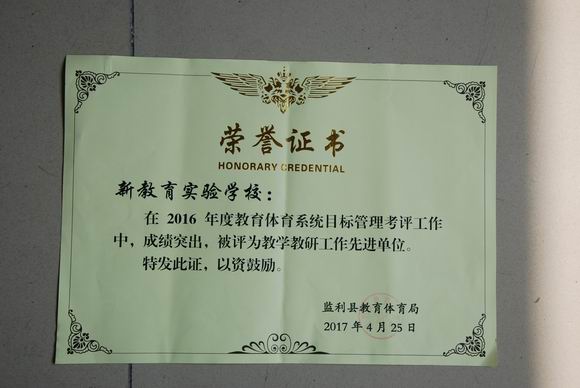 荣誉证书
HONORARY CREDENTIAL
新教育实验学校：
在 2016 年度教育体育系统目标管理考评工作
中，成绩突出，被评为教学教研工作先进单位。
特发此证，以资鼓励。
监利县教育体育局
2017 年 4 月 25 日